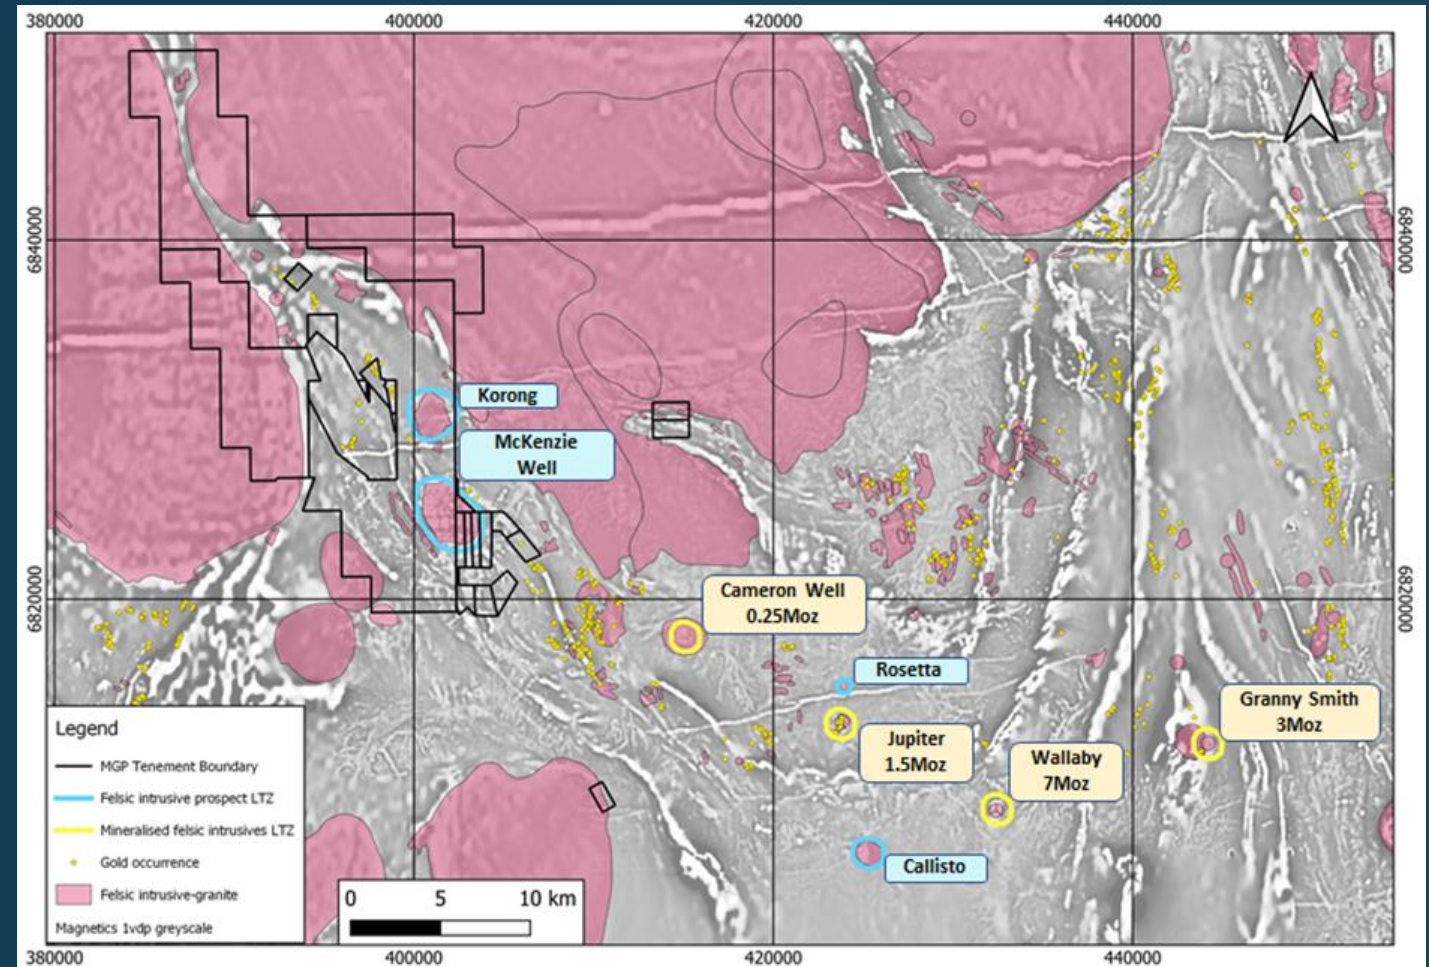 380000
400000
420000
440000
6840000
6840000
Korong
McKenzie
Well
Cameron Well
0.25Moz
6820000
6820000
Rosetta
Granny Smith
3Moz
Jupiter
1.5Moz
Wallaby
7Moz
Callisto
Legend
MGP Tenement Boundary
Felsic intrusive prospect LTZ
Mineralised felsic intrusives LTZ
Gold occurrence
Felsic intrusive-granite
Magnetics 1vdp greyscale
0
5
10 km
380000
400000
420000
440000